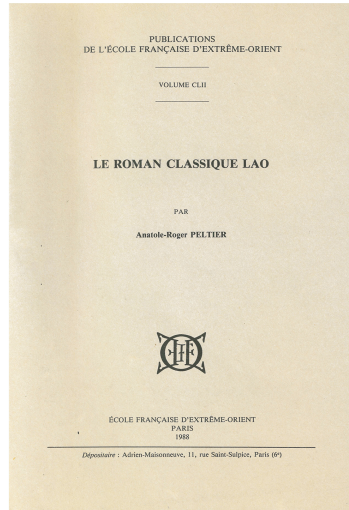 PUBLICATIONS
DE L'ÉCOLE FRANÇAISE D'EXTRÊME-ORIENT
VOLUME CLII
LE ROMAN CLASSIQUE LAO
PAR
Anatole-Roger PELTIER
ÉCOLE FRANÇAISE D'EXTRÊME-ORIENT
PARIS
1988
Dépositaire : Adrien-Maisonneuve, 11, rue Saint-Sulpice, Paris (6e)